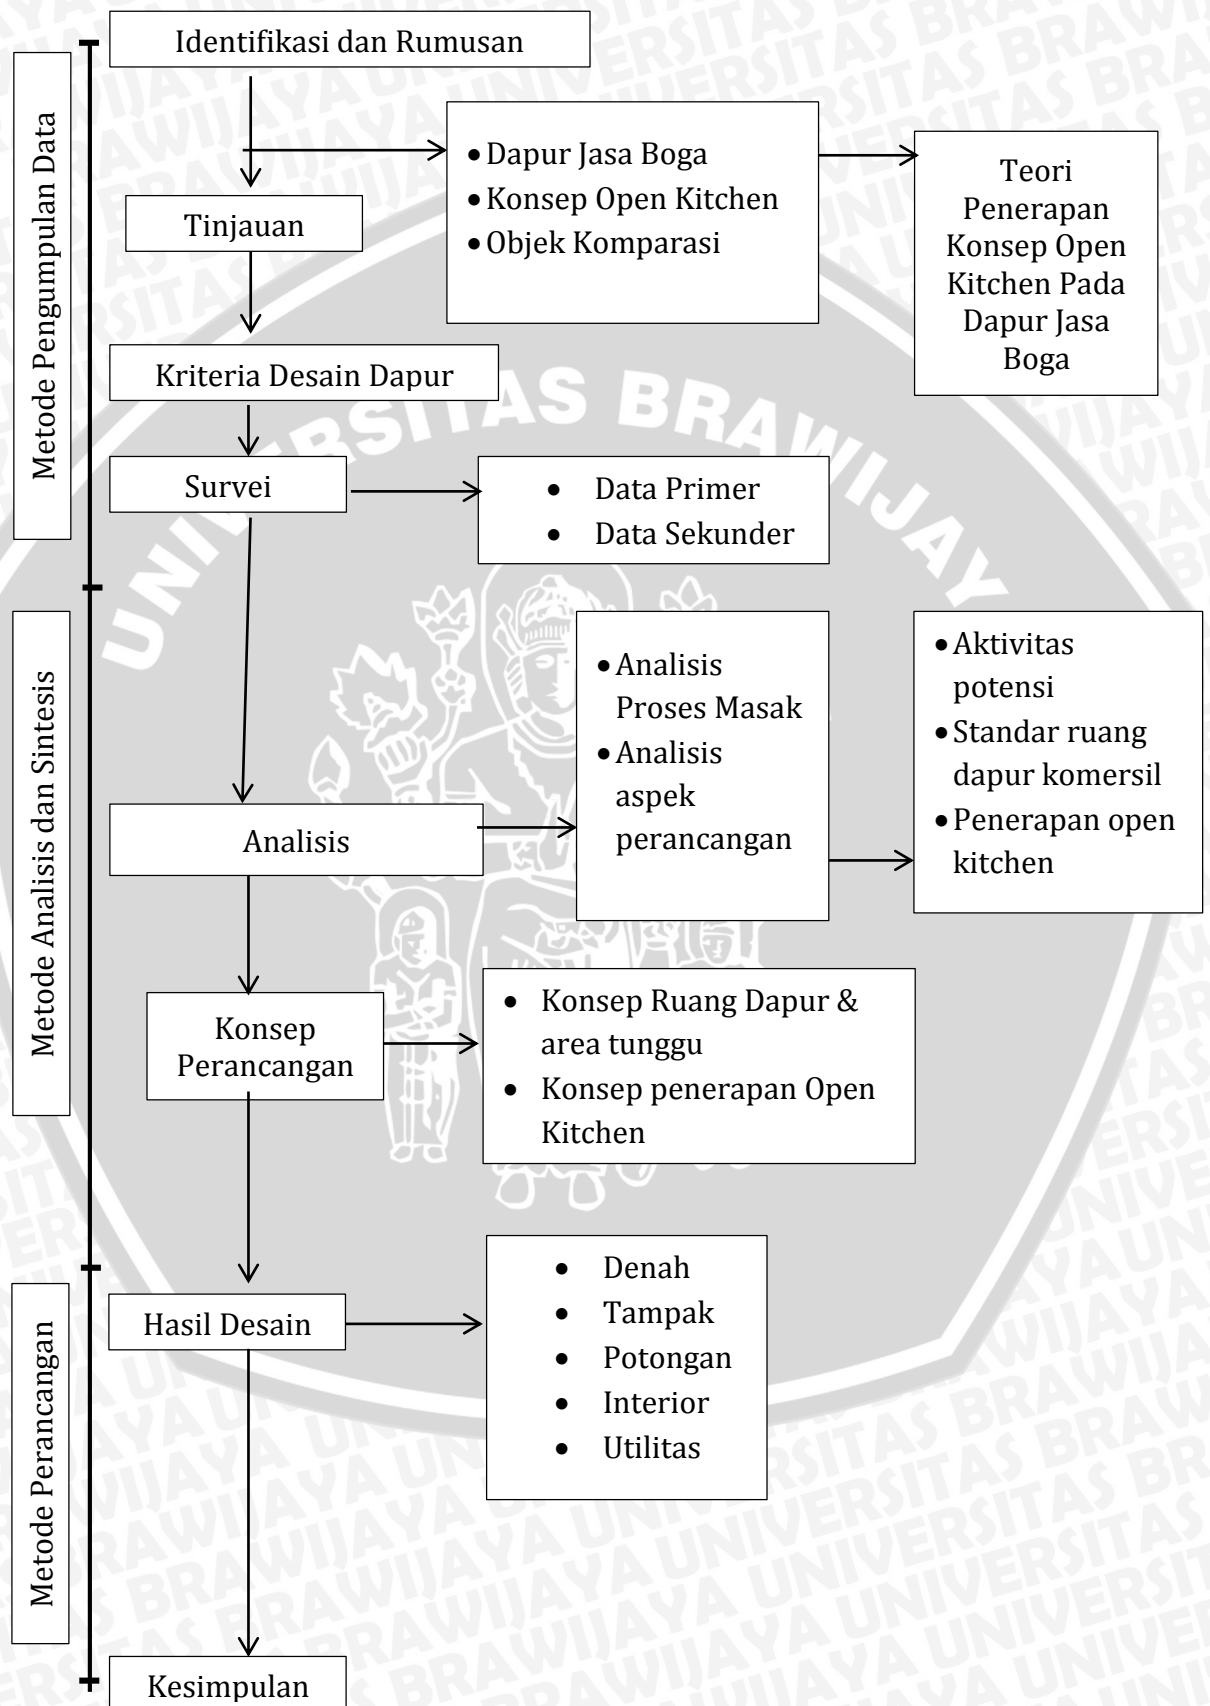 Identifikasi dan Rumusan
Metode Pengumpulan Data
• Dapur Jasa Boga
• Konsep Open Kitchen
• Objek Komparasi
Teori
Penerapan
Konsep Open
Kitchen Pada
Dapur Jasa
Boga
Tinjauan
Kriteria Desain Dapur
Survei
• Data Primer
• Data Sekunder
UNIVERSITAS BRAWIJAYA
Metode Analisis dan Sintesis
• Analisis
Proses Masak
• Analisis
aspek
perancangan
• Aktivitas
potensi
• Standar ruang
dapur komersil
• Penerapan open
kitchen
Analisis
Konsep
Perancangan
• Konsep Ruang Dapur &
area tunggu
• Konsep penerapan Open
Kitchen
Metode Perancangan
Hasil Desain
• Denah
• Tampak
• Potongan
• Interior
• Utilitas
Kesimpulan